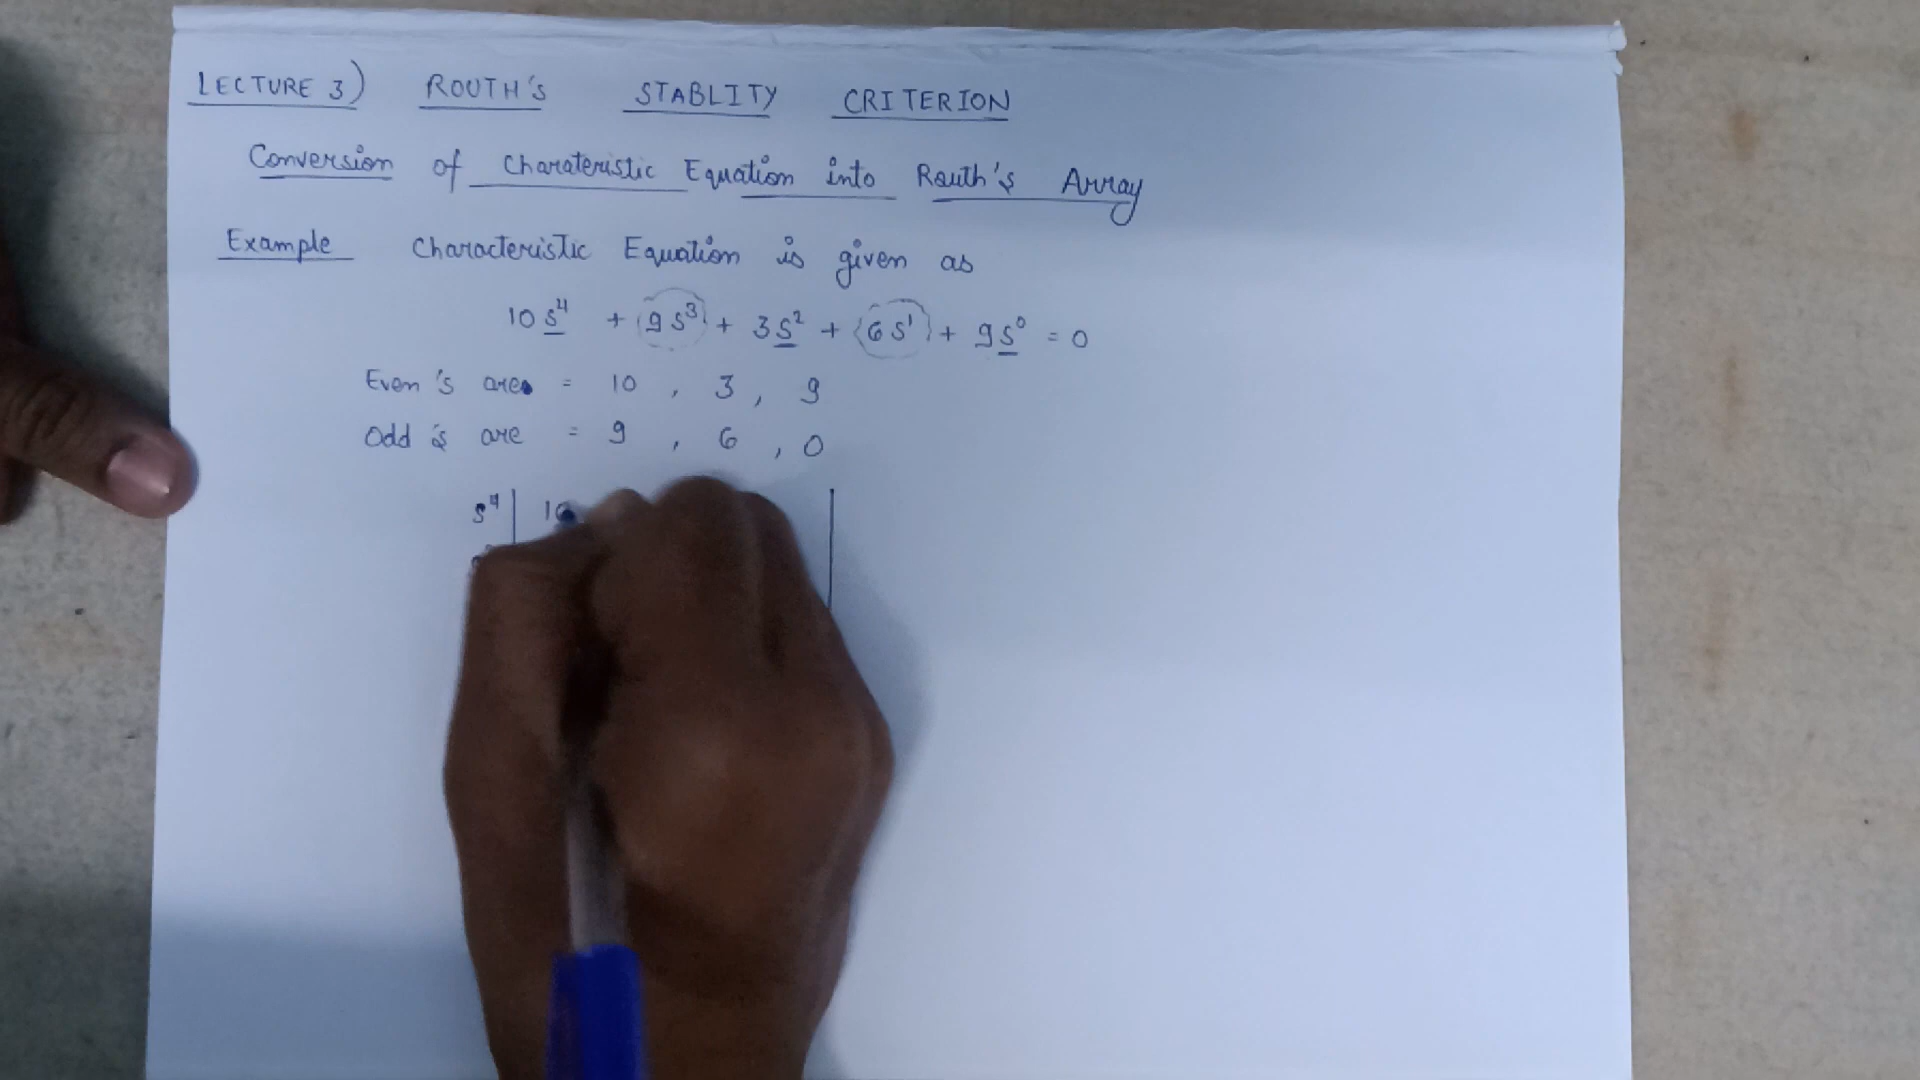 LECTURE 3) ROUTH'S STABLITY CRITERION
Conversion of Charateristic Equation into Routh's Array
Example Characteristic Equation is given as
10 s⁴ + 9 s³ + 3 s² + 6 s¹ + 9 s⁰ = 0
Even's are = 10 , 3 , 9
Odd is are = 9 , 6 , 0
s⁴ | 10